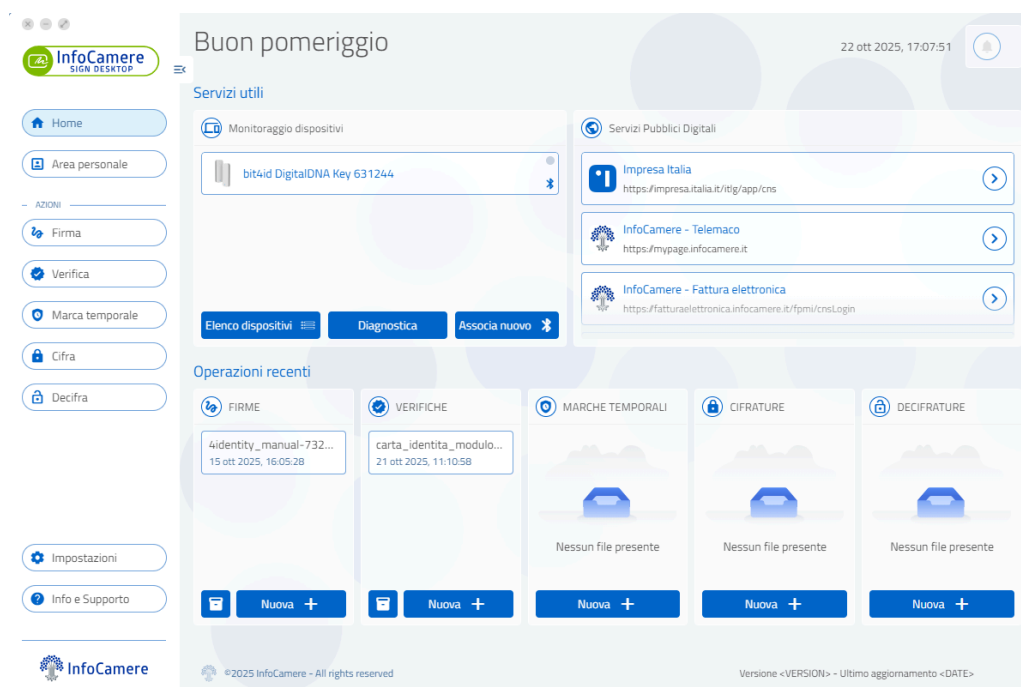 InfoCamere
SIGN DESKTOP
Buon pomeriggio
22 ott 2025, 17:07:51
Home
Area personale
AZIONI
Firma
Verifica
Marca temporale
Cifra
Decifra
Impostazioni
Info e Supporto
InfoCamere
Servizi utili
Monitoraggio dispositivi
bit4id DigitalDNA Key 631244
Elenco dispositivi
Diagnostica
Associa nuovo
Servizi Pubblici Digitali
Impresa Italia
https://impresa.italia.it/itlg/app/cns
InfoCamere - Telemaco
https://mypage.infocamere.it
InfoCamere - Fattura elettronica
https://fatturaelettronica.infocamere.it/fpmi/cnsLogin
Operazioni recenti
FIRME
4identity_manual-732...
15 ott 2025, 16:05:28
Nuova
VERIFICHE
carta_identita_modulo...
21 ott 2025, 11:10:58
Nuova
MARCHE TEMPORALI
Nessun file presente
Nuova
CIFRATURE
Nessun file presente
Nuova
DECIFRATURE
Nessun file presente
Nuova
©2025 InfoCamere - All rights reserved
Versione <VERSION> - Ultimo aggiornamento <DATE>